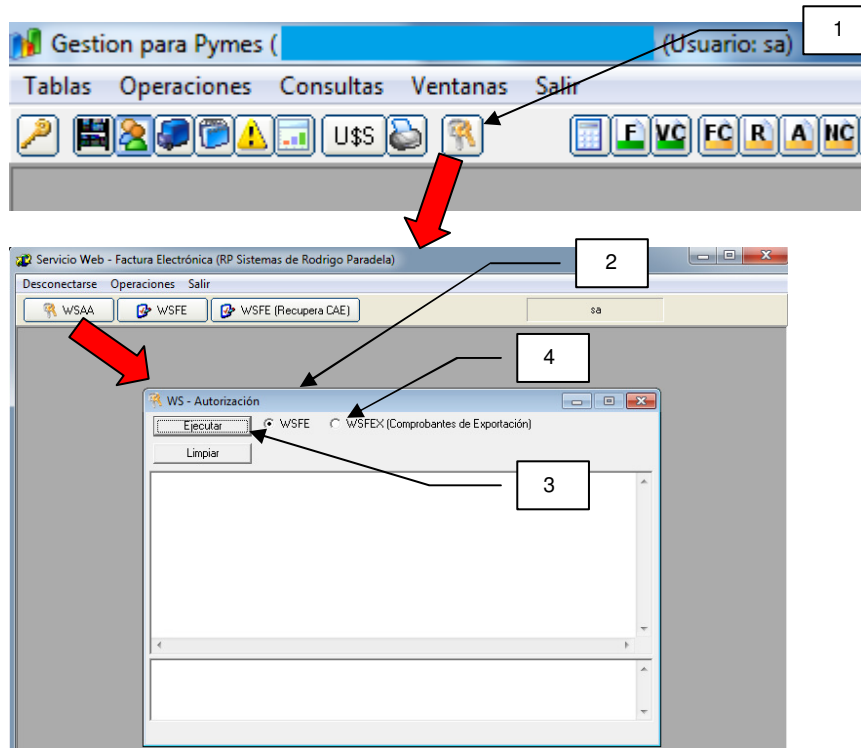 Gestion para Pymes ( (Usuario: sa)
1
Tablas Operaciones Consultas Ventanas Salir
U$S F VC FC R A NC
Servicio Web - Factura Electrónica (RP Sistemas de Rodrigo Paradela)
2
Desconectarse Operaciones Salir
WSAA WSFE WSFE (Recupera CAE) sa
4
WS - Autorización
Ejecutar WSFE WSFEX (Comprobantes de Exportación)
Limpiar
3